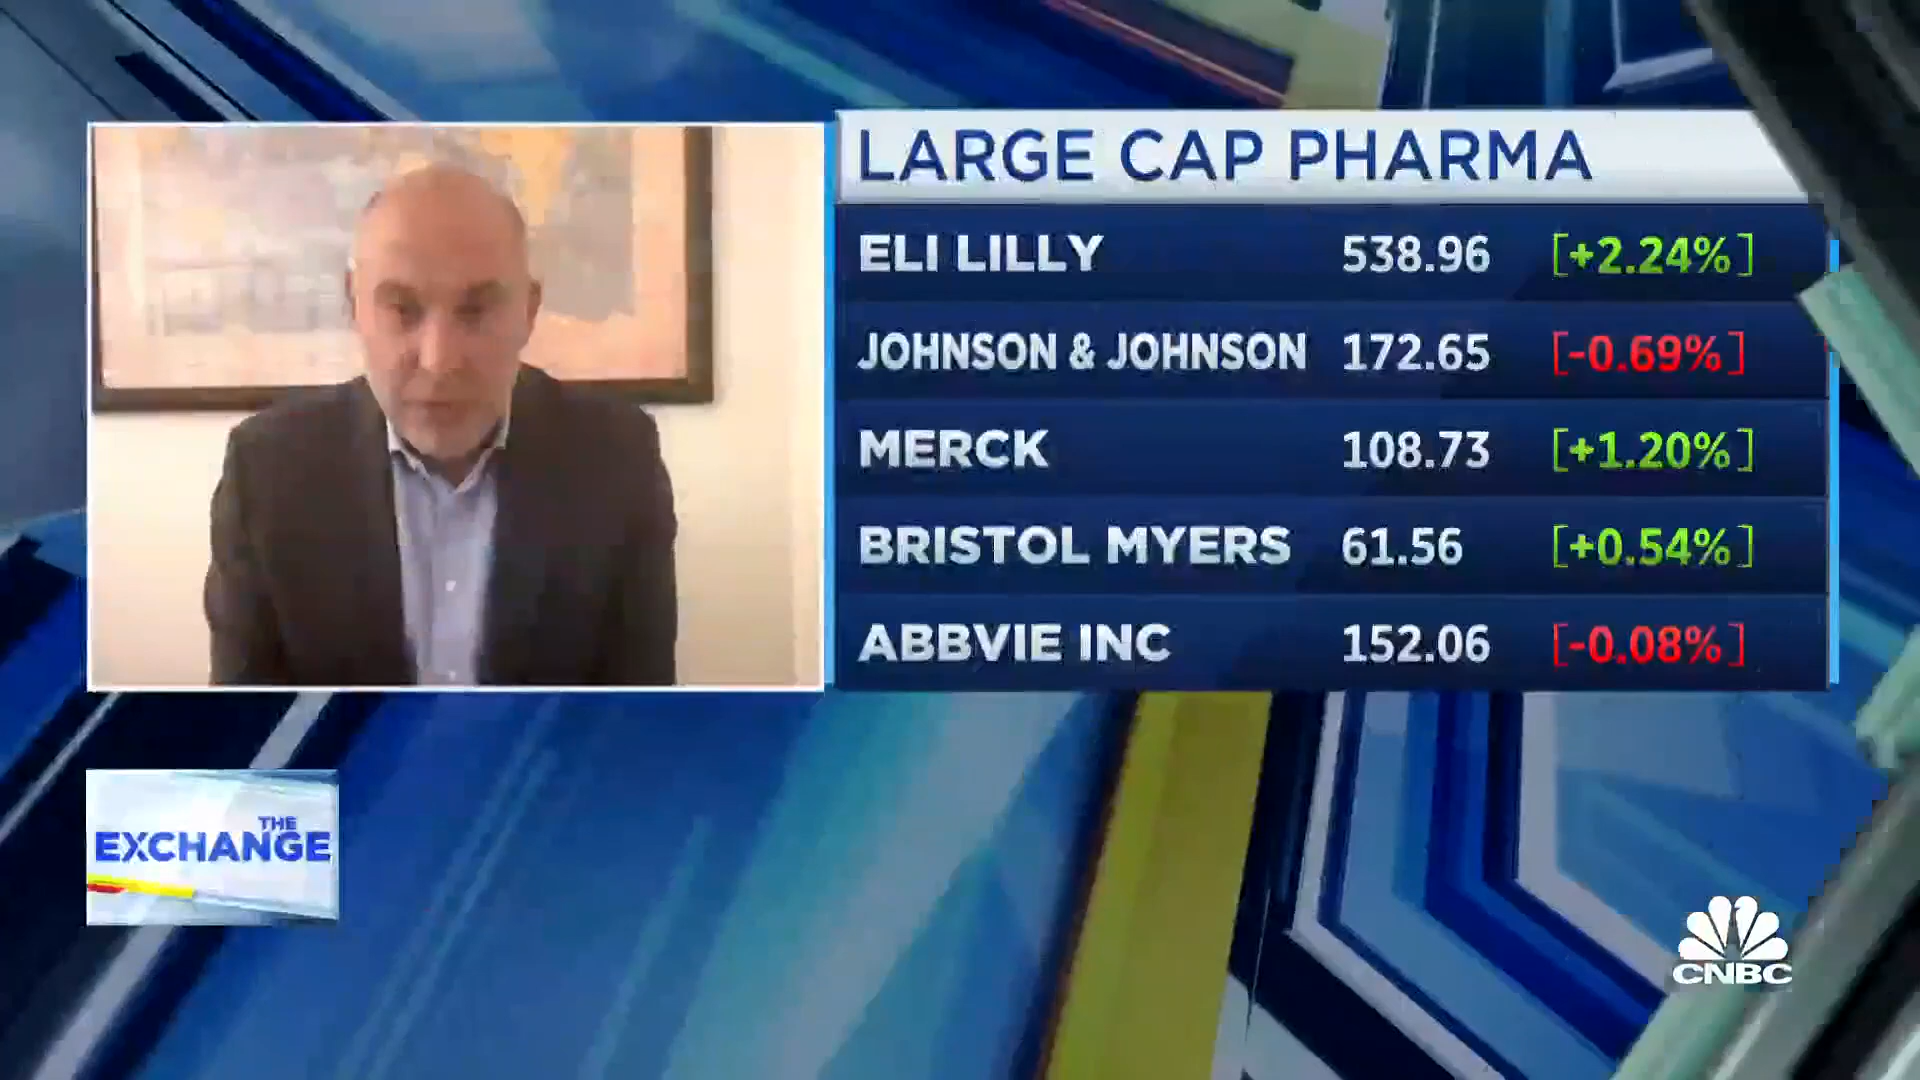 LARGE CAP PHARMA
ELI LILLY 538.96 [+2.24%]
JOHNSON & JOHNSON 172.65 [-0.69%]
MERCK 108.73 [+1.20%]
BRISTOL MYERS 61.56 [+0.54%]
ABBVIE INC 152.06 [-0.08%]
THE
EXCHANGE
CNBC